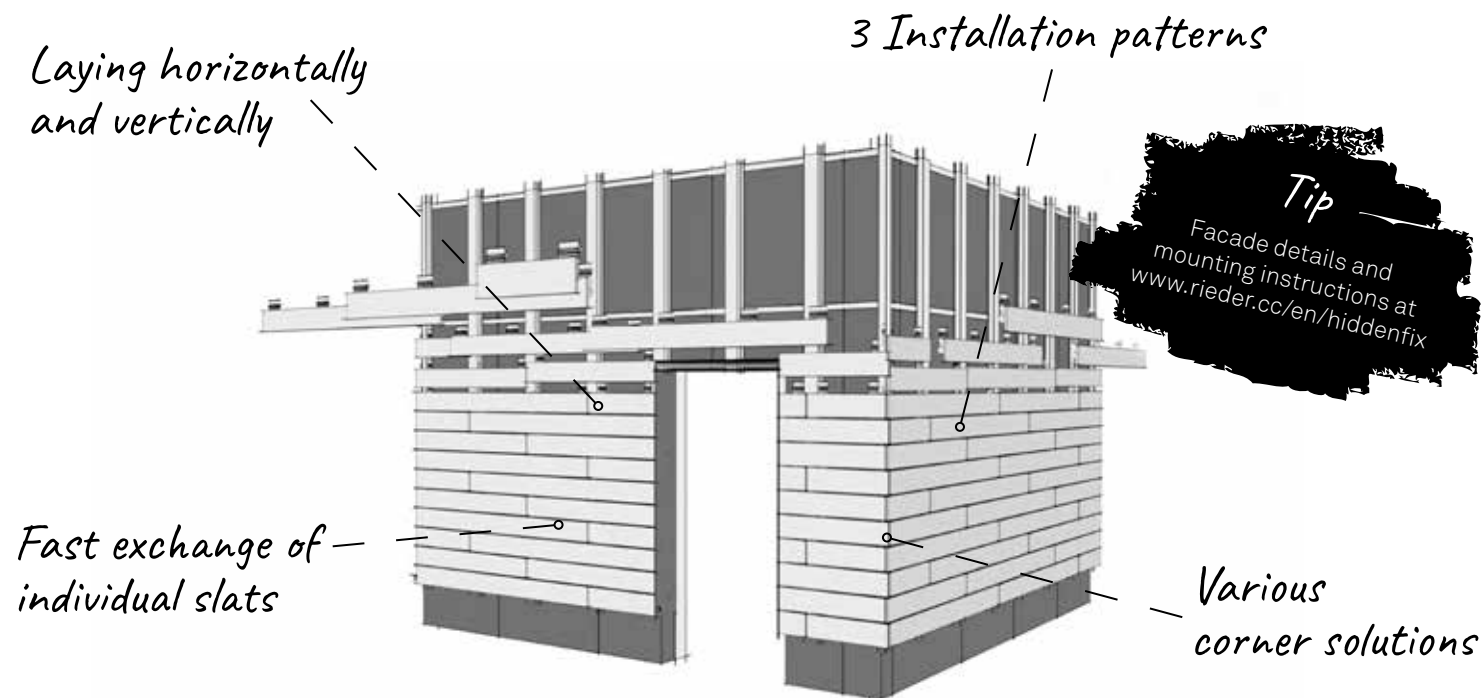 Laying horizontally
and vertically
3 Installation patterns
Tip
Facade details and
mounting instructions at
www.rieder.cc/en/hiddenfix
Fast exchange of
individual slats
Various
corner solutions